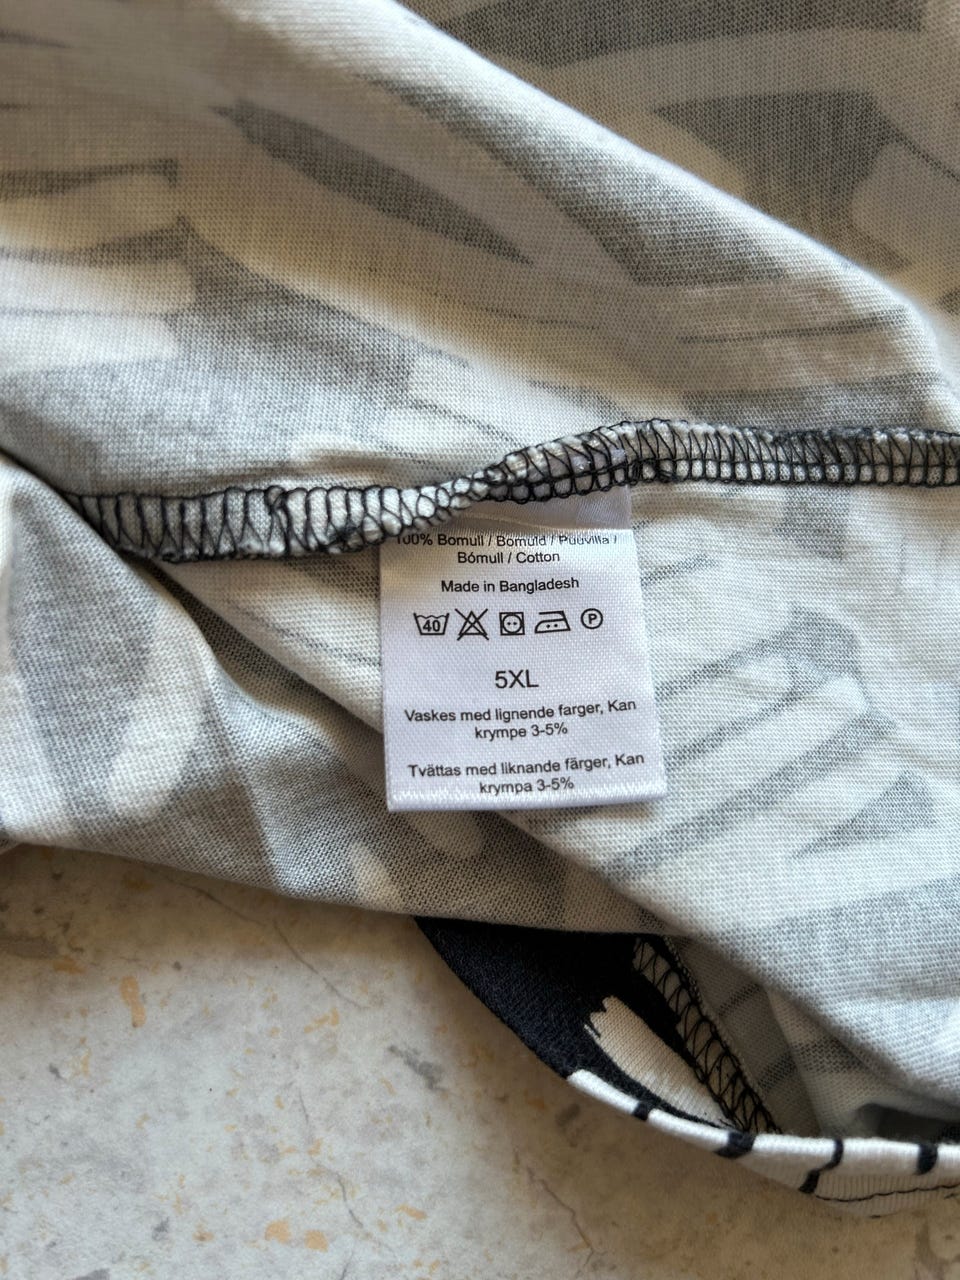 100% Bomull / Bomuld / Puuvilla /
Bómull / Cotton
Made in Bangladesh
40 P
5XL
Vaskes med lignende farger, Kan
krympe 3-5%
Tvättas med liknande färger, Kan
krympa 3-5%